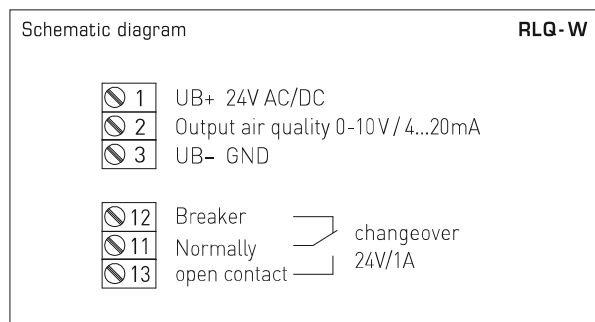 Schematic diagram RLQ-W
1 UB+ 24V AC/DC
2 Output air quality 0-10V / 4...20mA
3 UB– GND
12 Breaker
11 Normally
13 open contact
changeover
24V/1A